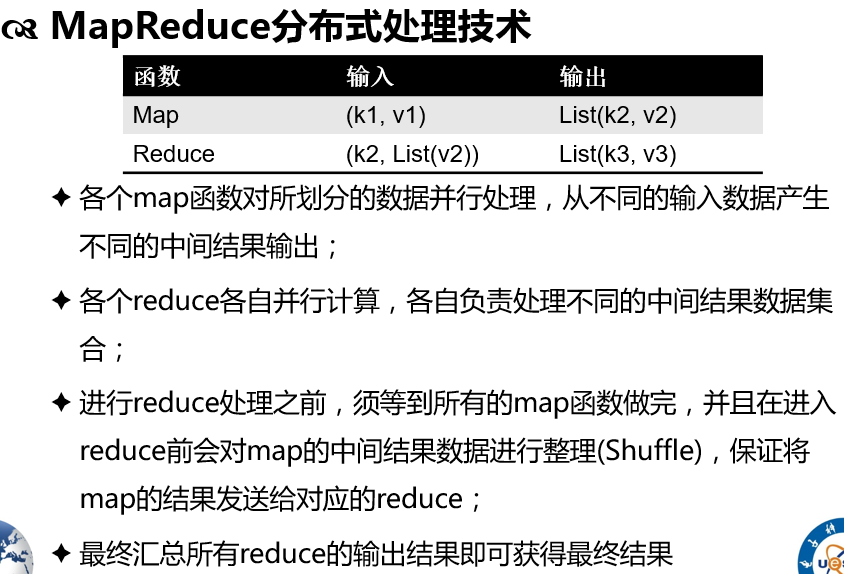 MapReduce分布式处理技术
函数 输入 输出
Map (k1, v1) List(k2, v2)
Reduce (k2, List(v2)) List(k3, v3)
各个map函数对所划分的数据并行处理，从不同的输入数据产生
不同的中间结果输出；
各个reduce各自并行计算，各自负责处理不同的中间结果数据集
合；
进行reduce处理之前，须等到所有的map函数做完，并且在进入
reduce前会对map的中间结果数据进行整理(Shuffle)，保证将
map的结果发送给对应的reduce；
最终汇总所有reduce的输出结果即可获得最终结果